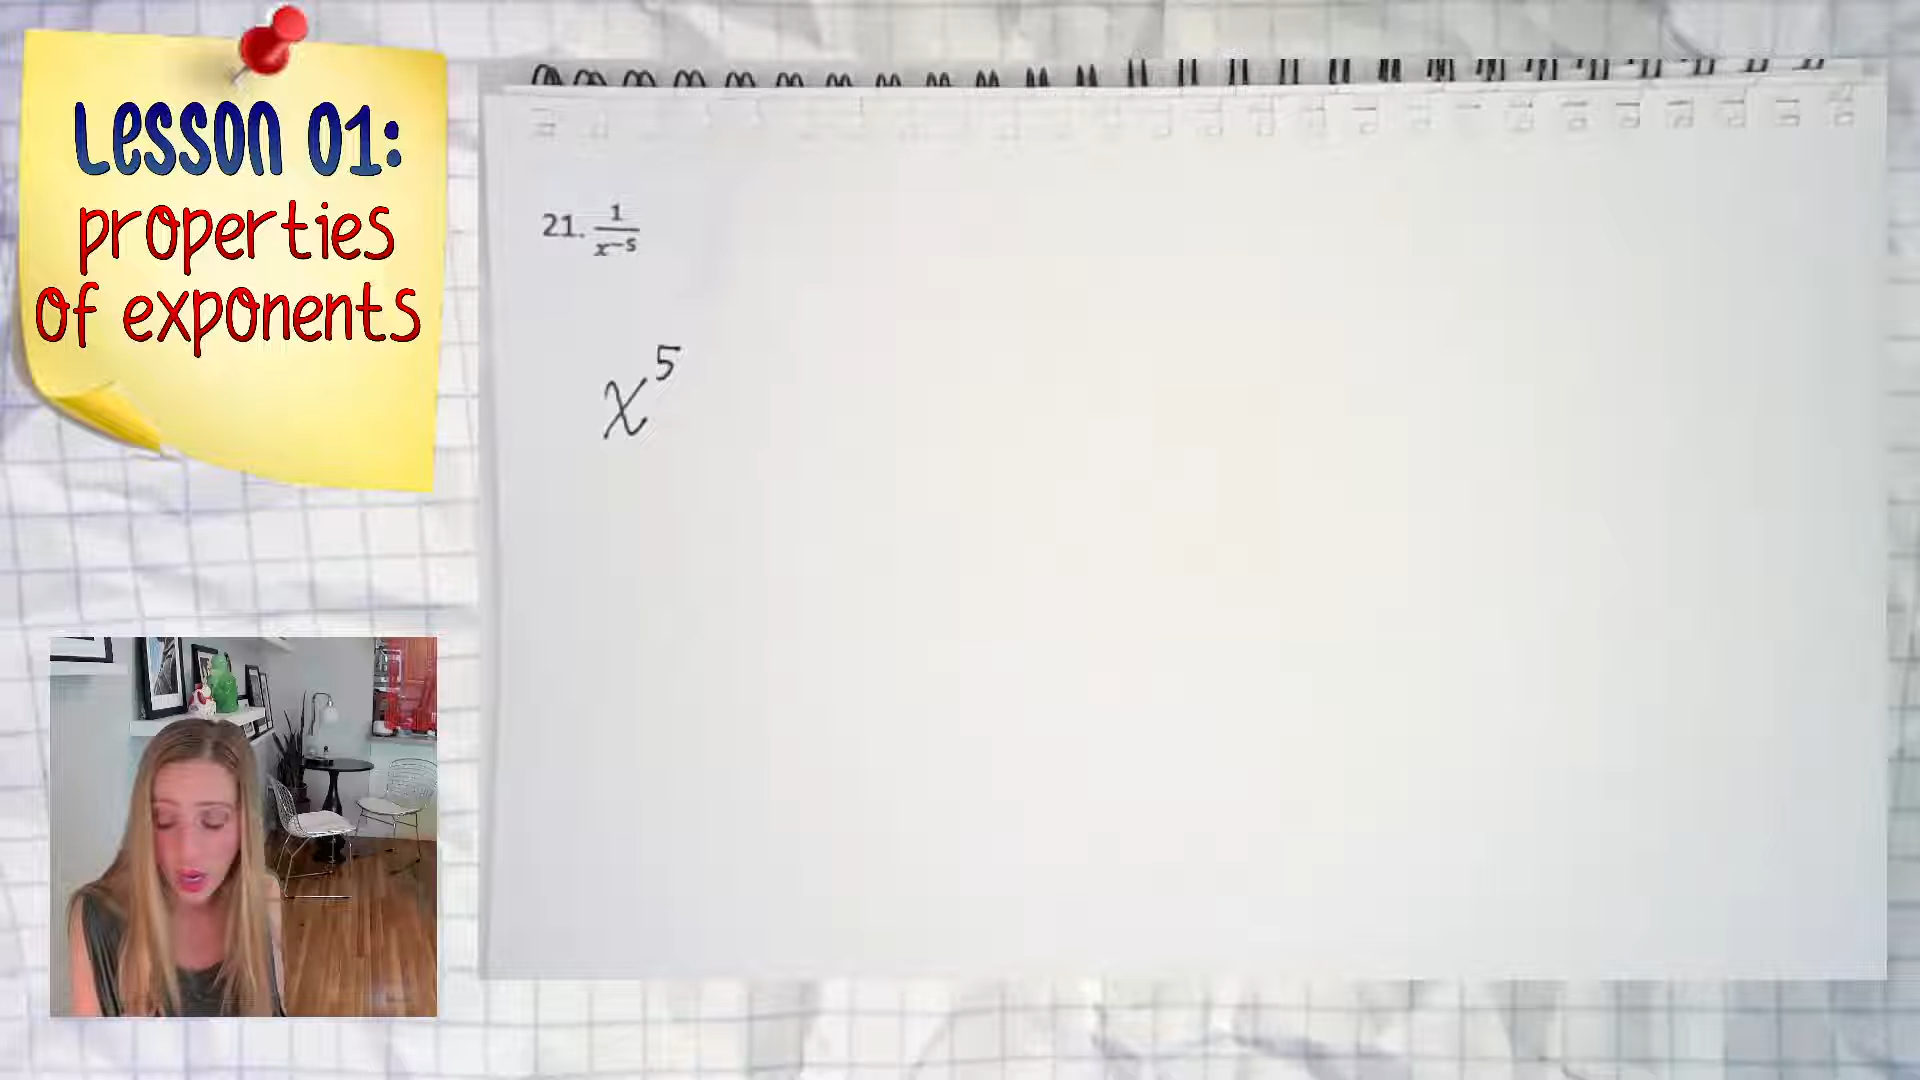 Lesson 01:
properties
of exponents
21. 1/x⁻⁵
x⁵